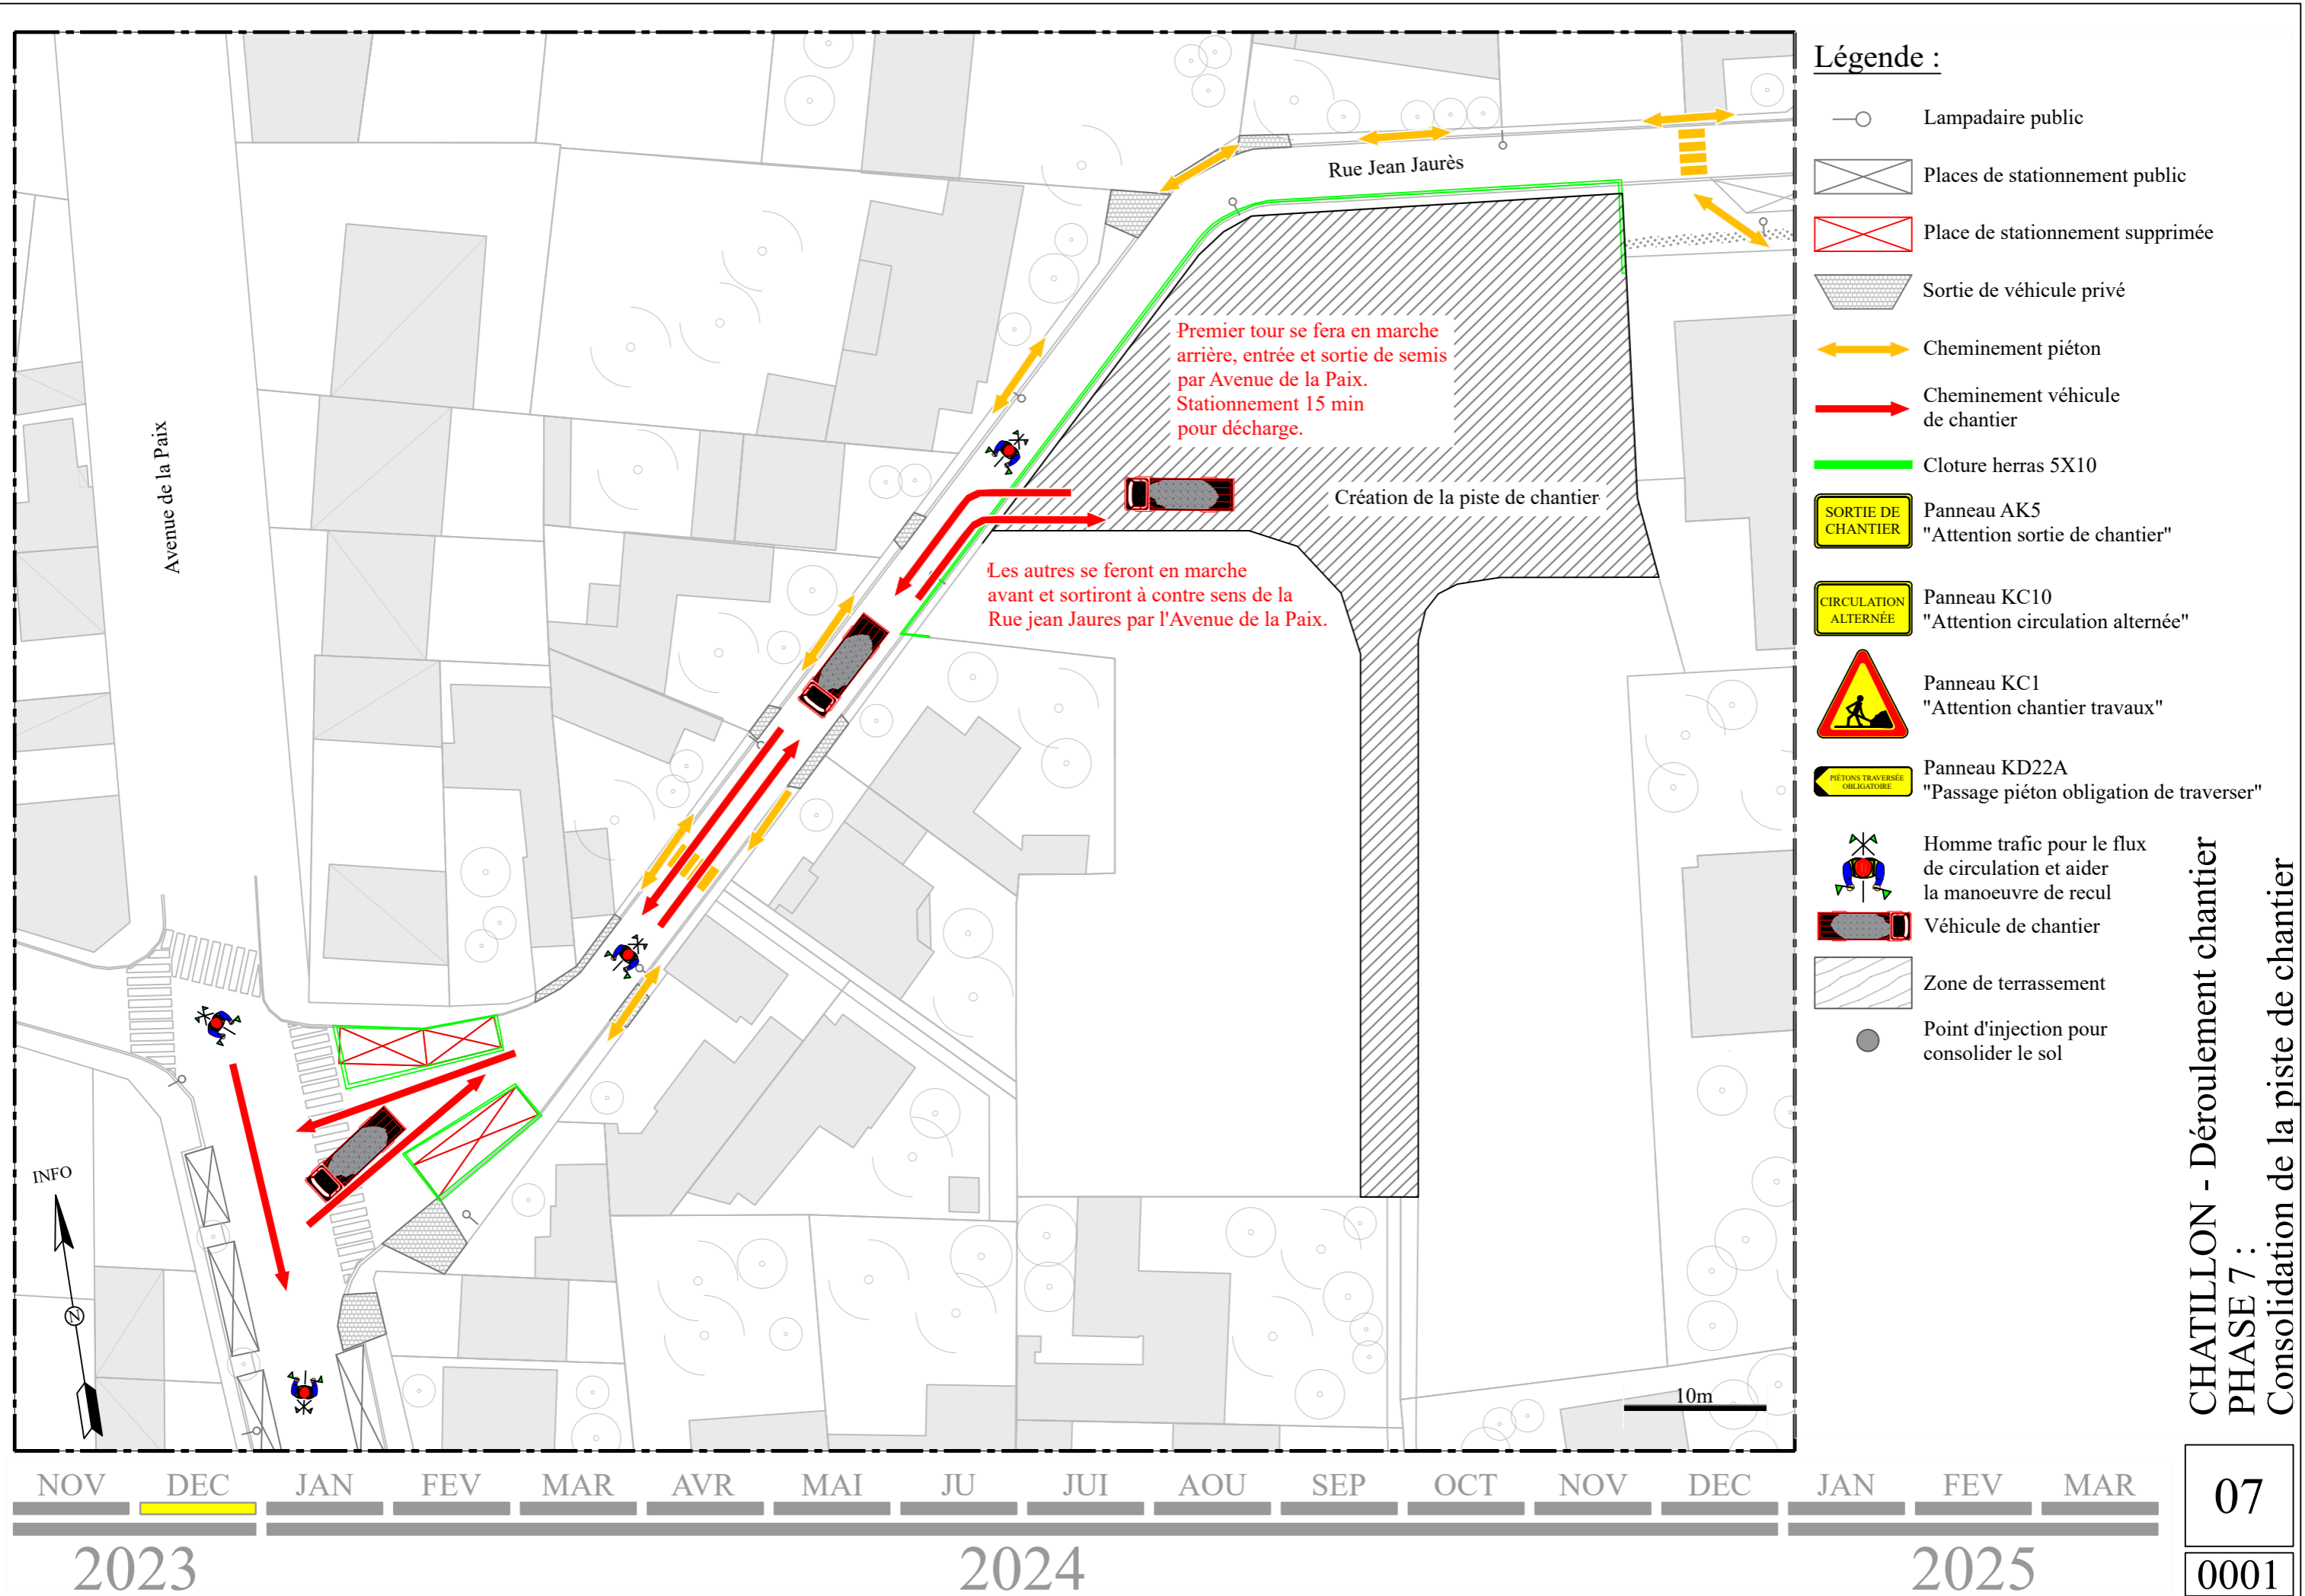 Légende :
Lampadaire public
Places de stationnement public
Place de stationnement supprimée
Sortie de véhicule privé
Cheminement piéton
Cheminement véhicule
de chantier
Cloture herras 5X10
SORTIE DE
CHANTIER
Panneau AK5
"Attention sortie de chantier"
CIRCULATION
ALTERNÉE
Panneau KC10
"Attention circulation alternée"
Panneau KC1
"Attention chantier travaux"
PIÉTONS TRAVERSÉE
OBLIGATOIRE
Panneau KD22A
"Passage piéton obligation de traverser"
Homme trafic pour le flux
de circulation et aider
la manoeuvre de recul
Véhicule de chantier
Zone de terrassement
Point d'injection pour
consolider le sol
Rue Jean Jaurès
Avenue de la Paix
Premier tour se fera en marche
arrière, entrée et sortie de semis
par Avenue de la Paix.
Stationnement 15 min
pour décharge.
Création de la piste de chantier
Les autres se feront en marche
avant et sortiront à contre sens de la
Rue jean Jaures par l'Avenue de la Paix.
INFO
N
10m
CHATILLON - Déroulement chantier
PHASE 7 :
Consolidation de la piste de chantier
NOV DEC JAN FEV MAR AVR MAI JU JUI AOU SEP OCT NOV DEC JAN FEV MAR
2023 2024 2025
07
0001